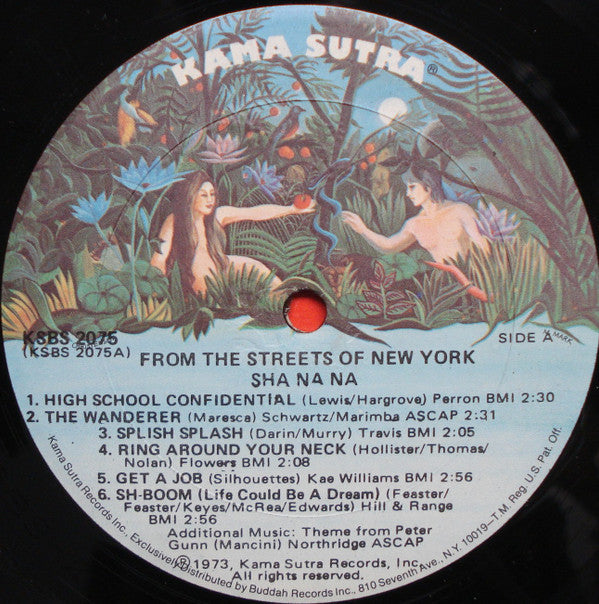 KAMA SUTRA®
KSBS 2075
(KSBS 2075A)
SIDE A
MARK
FROM THE STREETS OF NEW YORK
SHA NA NA
1. HIGH SCHOOL CONFIDENTIAL (Lewis/Hargrove) Perron BMI 2:30
2. THE WANDERER (Maresca) Schwartz/Marimba ASCAP 2:31
3. SPLISH SPLASH (Darin/Murry) Travis BMI 2:05
4. RING AROUND YOUR NECK (Hollister/Thomas/
Nolan) Flowers BMI 2:08
5. GET A JOB (Silhouettes) Kae Williams BMI 2:56
6. SH-BOOM (Life Could Be A Dream) (Feaster/
Feaster/Keyes/McRea/Edwards) Hill & Range
BMI 2:56
Additional Music: Theme from Peter
Gunn (Mancini) Northridge ASCAP
℗1973, Kama Sutra Records, Inc.
All rights reserved.
Kama Sutra Records Inc., Exclusively Distributed by Buddah Records Inc., 810 Seventh Ave., N.Y. 10019—T.M. Reg. U.S. Pat. Off.